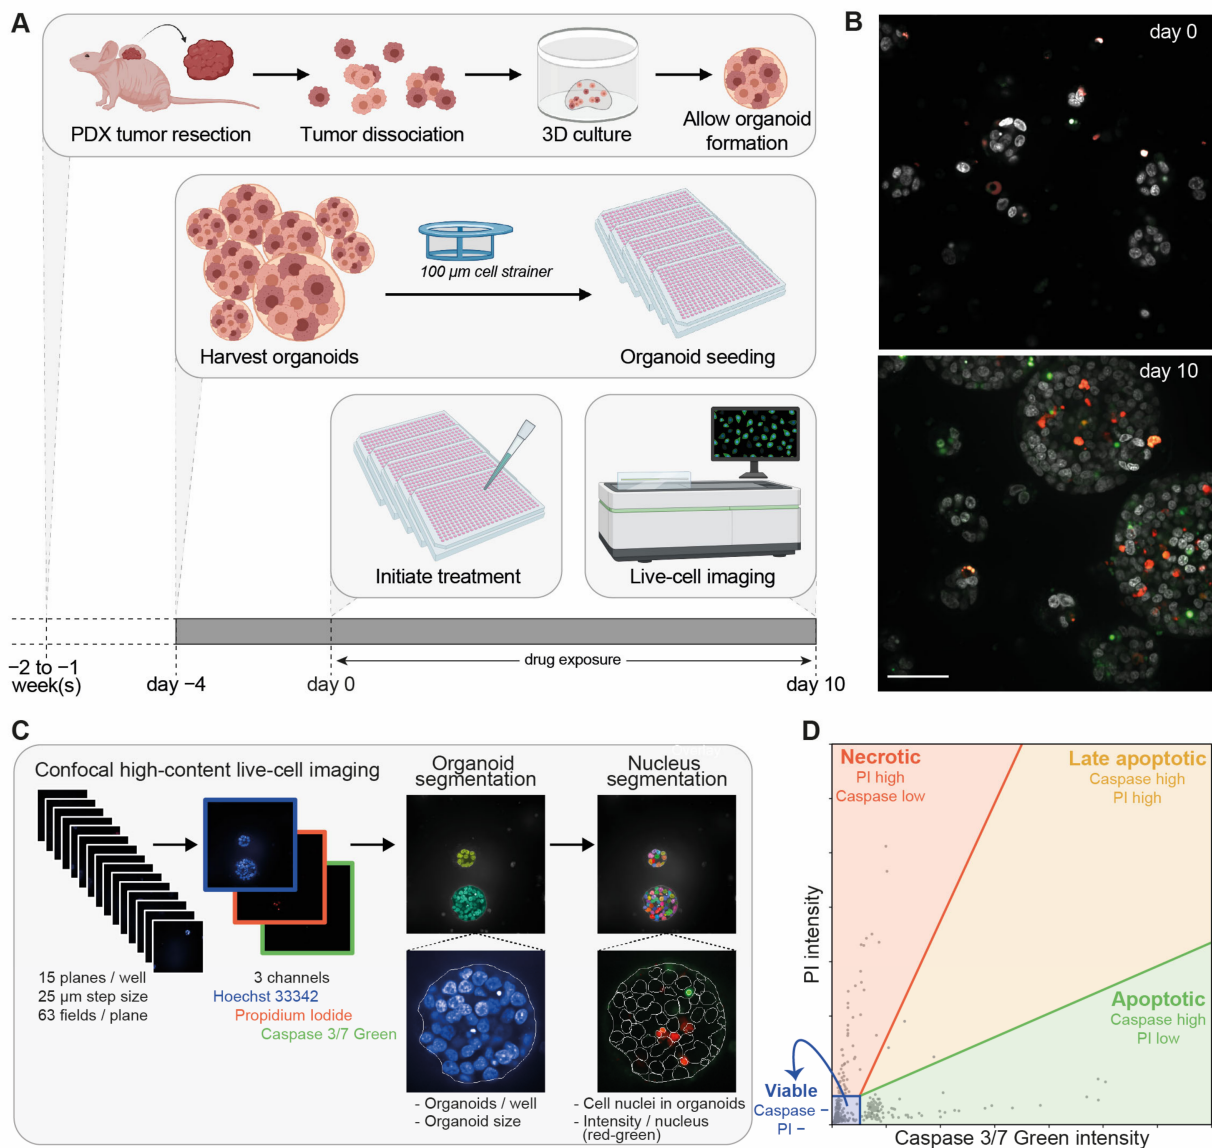 A
PDX tumor resection
Tumor dissociation
3D culture
Allow organoid
formation
100 µm cell strainer
Harvest organoids
Organoid seeding
Initiate treatment
Live-cell imaging
drug exposure
−2 to −1
week(s)
day −4
day 0
day 10
B
day 0
day 10
C
Confocal high-content live-cell imaging
15 planes / well
25 µm step size
63 fields / plane
3 channels
Hoechst 33342
Propidium Iodide
Caspase 3/7 Green
Organoid
segmentation
- Organoids / well
- Organoid size
Nucleus
segmentation
- Cell nuclei in organoids
- Intensity / nucleus
(red-green)
D
PI intensity
Necrotic
PI high
Caspase low
Late apoptotic
Caspase high
PI high
Apoptotic
Caspase high
PI low
Viable
Caspase −
PI −
Caspase 3/7 Green intensity